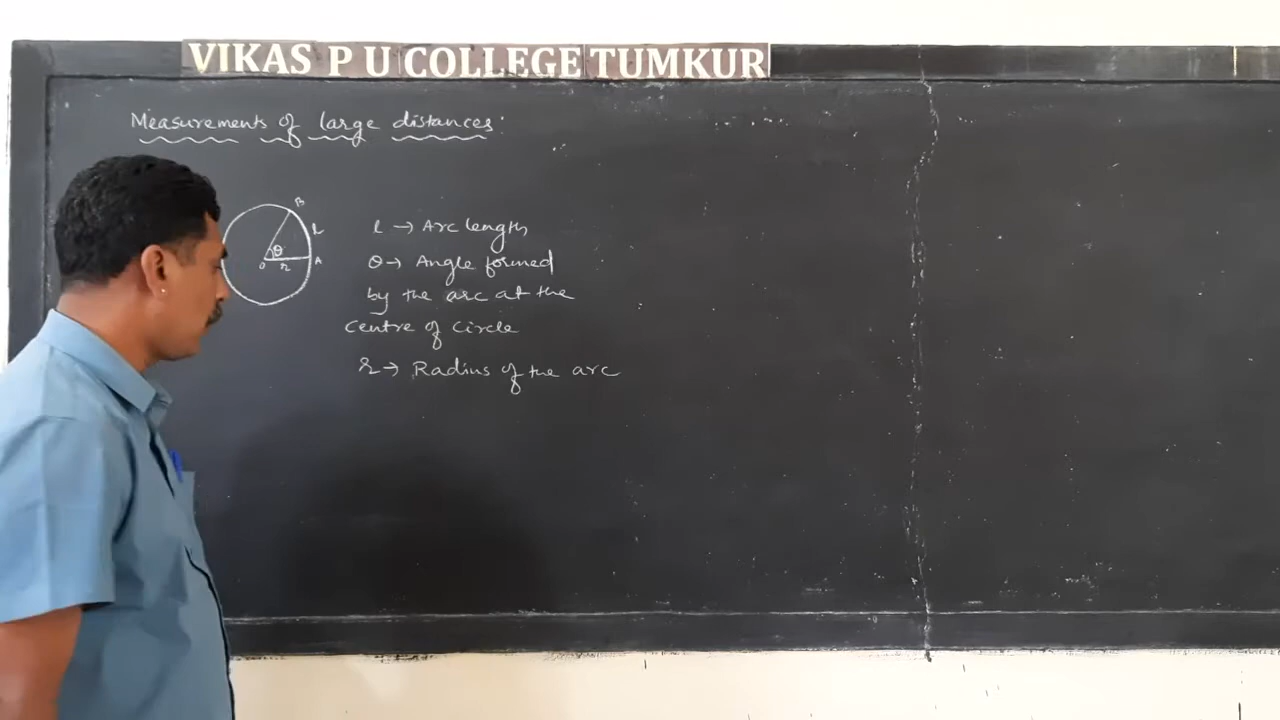 VIKAS P U COLLEGE TUMKUR
Measurements of large distances:
B
l
θ
O r A
l → Arc length
θ → Angle formed
by the arc at the
Centre of Circle
r → Radius of the arc